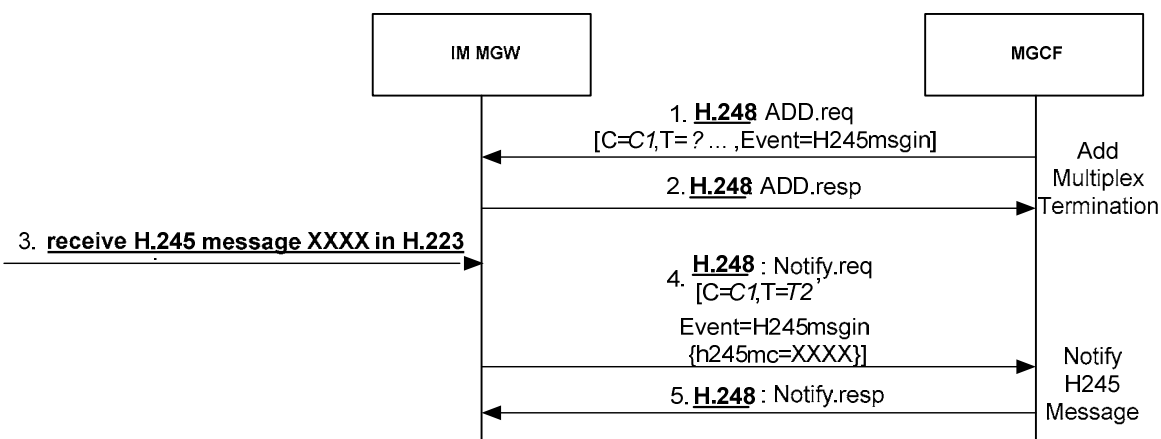 IM MGW
MGCF
1. H.248: ADD.req
[C=C1,T=? ... ,Event=H245msgin]
Add
Multiplex
Termination
2. H.248: ADD.resp
3. receive H.245 message XXXX in H.223
4. H.248 : Notify.req
[C=C1,T=T2,
Event=H245msgin
{h245mc=XXXX}]
Notify
H245
Message
5. H.248 : Notify.resp